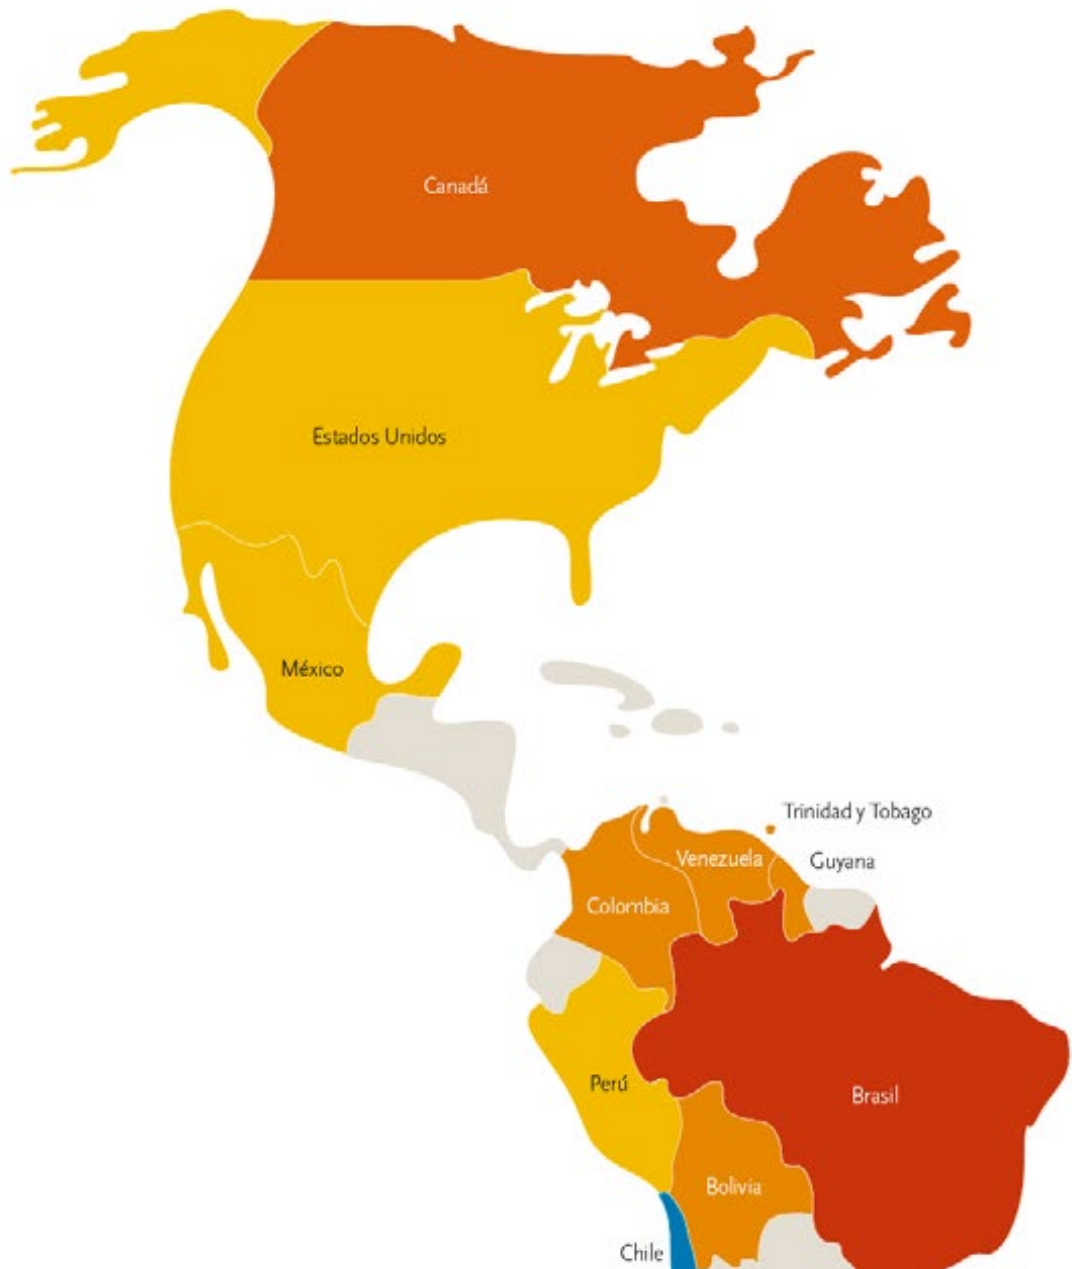 Canadá
Estados Unidos
México
Trinidad y Tobago
Venezuela
Guyana
Colombia
Perú
Brasil
Bolivia
Chile